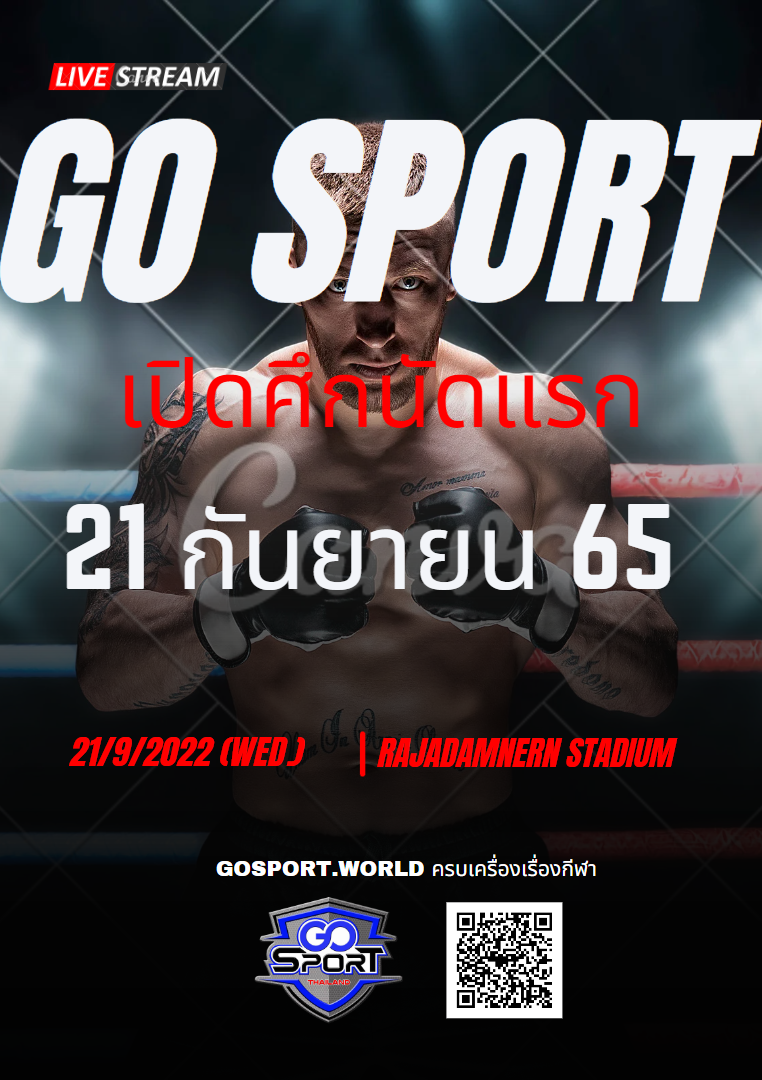 LIVE STREAM
GO SPORT
เปิดศึกนัดแรก
21 กันยายน 65
21/9/2022 (WED.) | RAJADAMNERN STADIUM
GOSPORT.WORLD ครบเครื่องเรื่องกีฬา
GO
SPORT
THAILAND
Canva